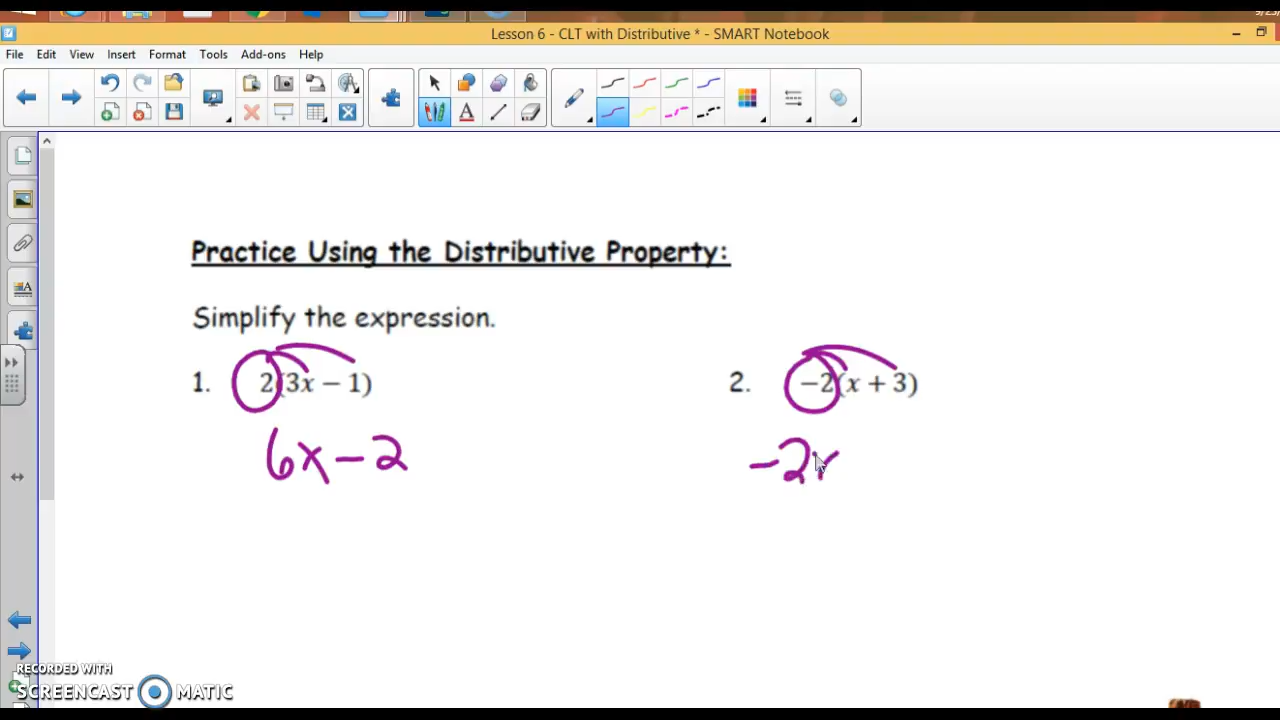 Lesson 6 - CLT with Distributive * - SMART Notebook
File Edit View Insert Format Tools Add-ons Help
Practice Using the Distributive Property:
Simplify the expression.
1. 2(3x − 1)
2. −2(x + 3)
6x − 2
−2x
RECORDED WITH
SCREENCAST MATIC